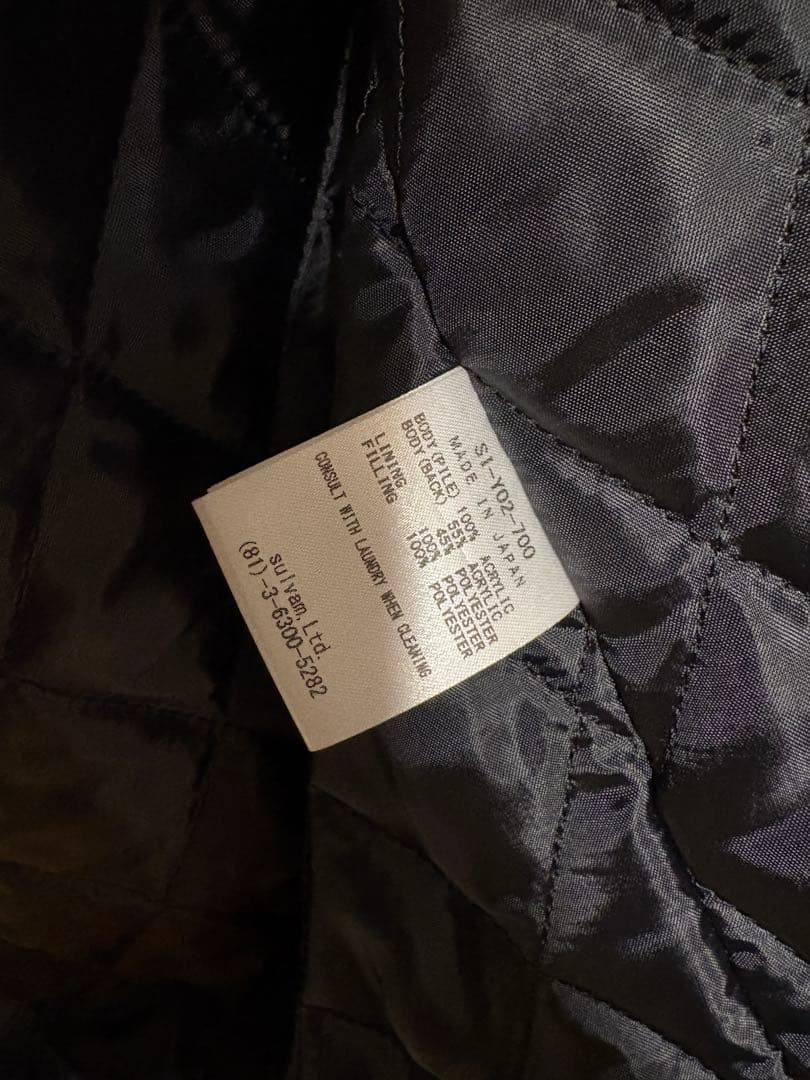 SI-Y02-700
MADE IN JAPAN
BODY(PILE) 100% ACRYLIC
BODY(BACK) 55% ACRYLIC
45% POLYESTER
LINING 100% POLYESTER
FILLING 100% POLYESTER
CONSULT WITH LAUNDRY WHEN CLEANING
sulvam,Ltd.
(81)-3-6300-5282